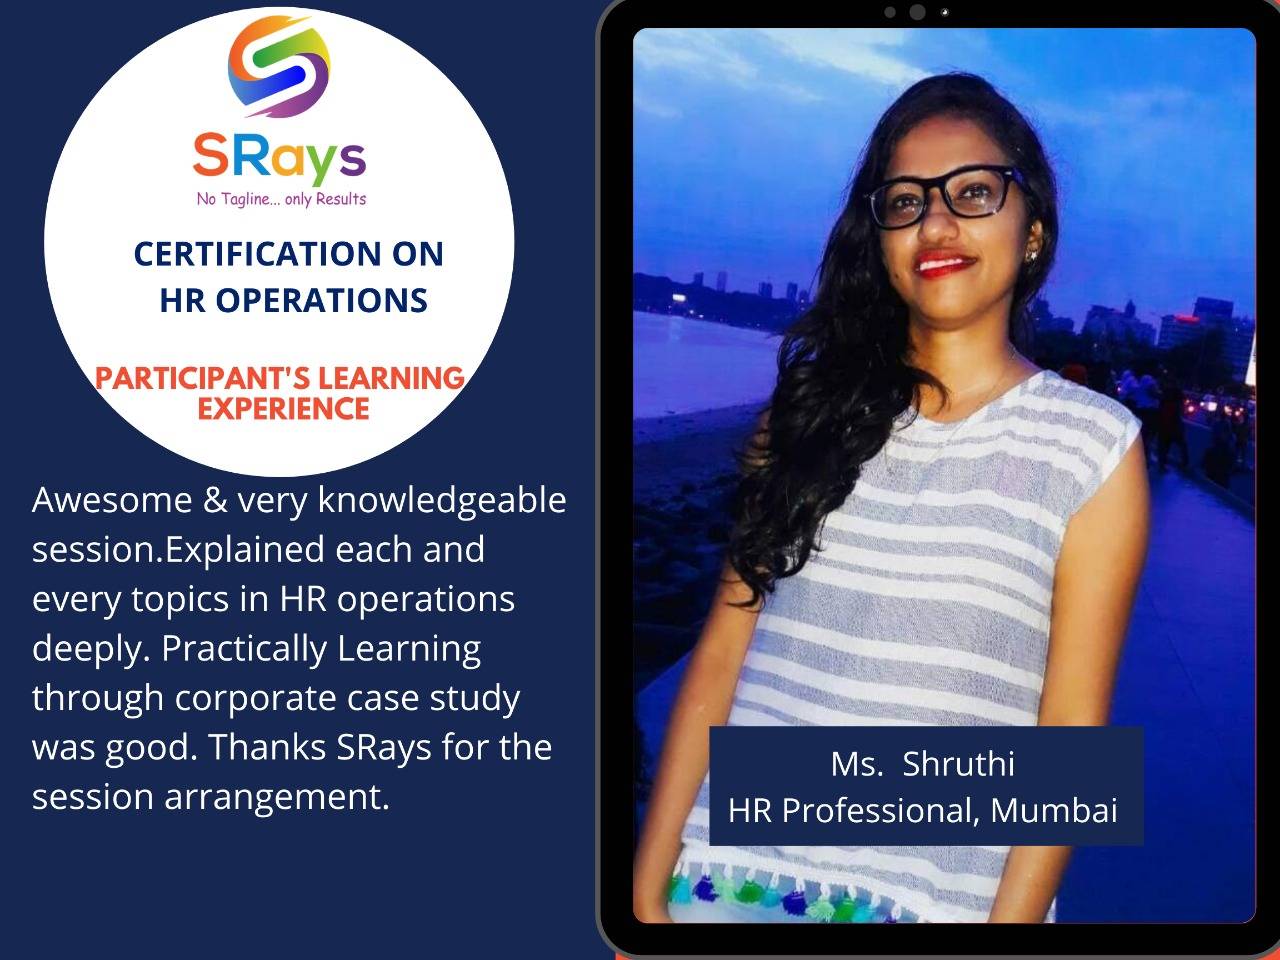 SRays
No Tagline... only Results
CERTIFICATION ON
HR OPERATIONS
PARTICIPANT'S LEARNING
EXPERIENCE
Awesome & very knowledgeable
session.Explained each and
every topics in HR operations
deeply. Practically Learning
through corporate case study
was good. Thanks SRays for the
session arrangement.
Ms. Shruthi
HR Professional, Mumbai